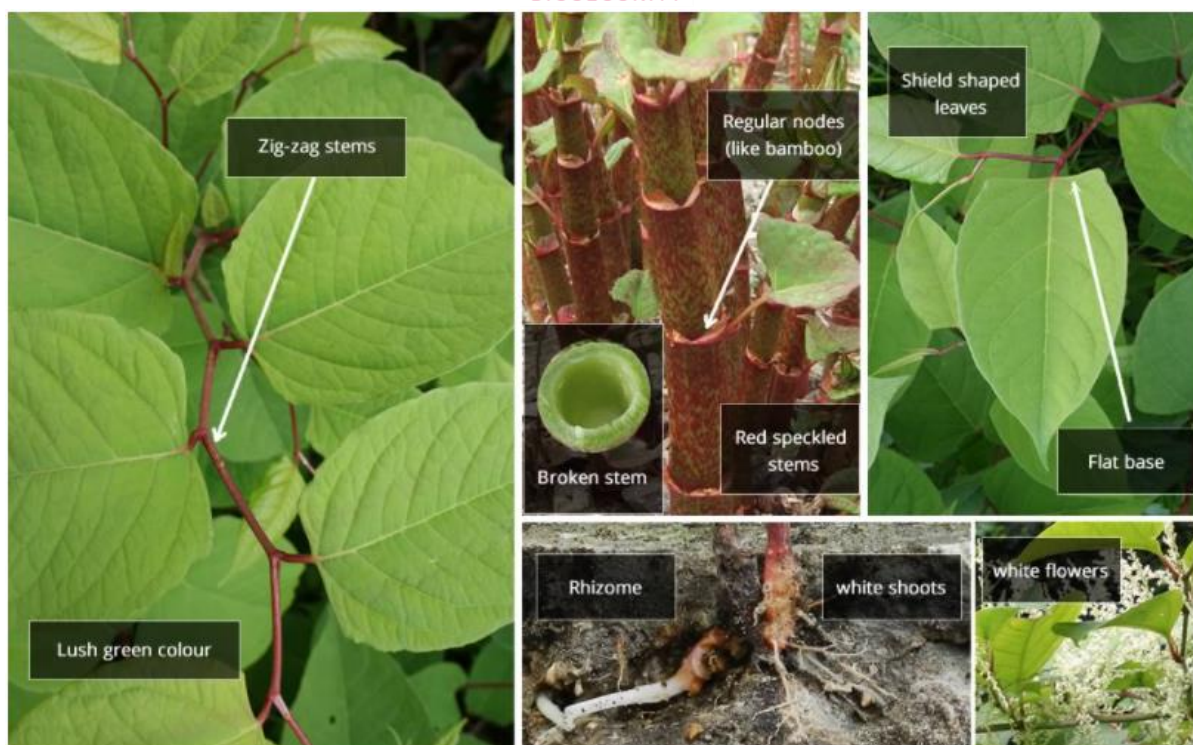 Zig-zag stems
Regular nodes
(like bamboo)
Shield shaped
leaves
Broken stem
Red speckled
stems
Flat base
Lush green colour
Rhizome
white shoots
white flowers